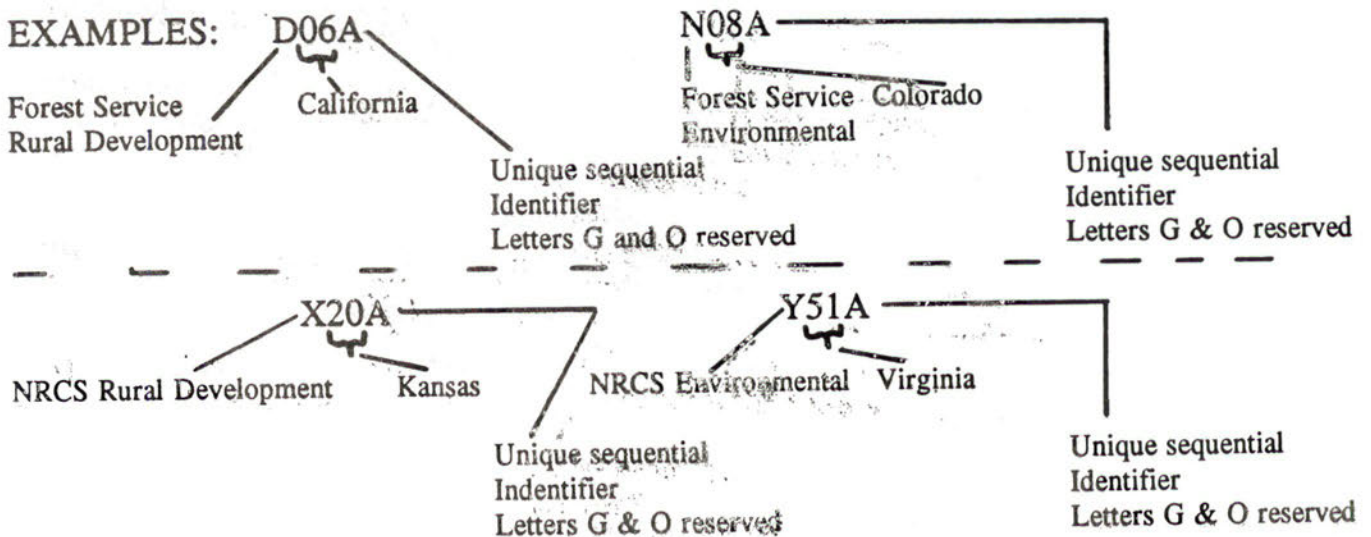 EXAMPLES: D06A
Forest Service
Rural Development
California
Unique sequential
Identifier
Letters G and O reserved
N08A
Forest Service Colorado
Environmental
Unique sequential
Identifier
Letters G & O reserved
X20A
NRCS Rural Development
Kansas
Unique sequential
Indentifier
Letters G & O reserved
Y51A
NRCS Environmental
Virginia
Unique sequential
Identifier
Letters G & O reserved